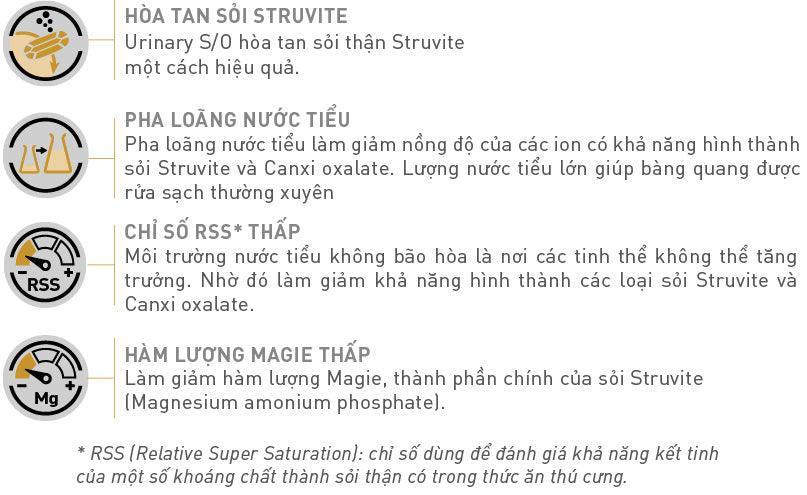 HÒA TAN SỎI STRUVITE
Urinary S/O hòa tan sỏi thận Struvite
một cách hiệu quả.
PHA LOÃNG NƯỚC TIỂU
Pha loãng nước tiểu làm giảm nồng độ của các ion có khả năng hình thành
sỏi Struvite và Canxi oxalate. Lượng nước tiểu lớn giúp bàng quang được
rửa sạch thường xuyên
CHỈ SỐ RSS* THẤP
Môi trường nước tiểu không bão hòa là nơi các tinh thể không thể tăng
trưởng. Nhờ đó làm giảm khả năng hình thành các loại sỏi Struvite và
Canxi oxalate.
- +
RSS
HÀM LƯỢNG MAGIE THẤP
Làm giảm hàm lượng Magie, thành phần chính của sỏi Struvite
(Magnesium amonium phosphate).
- +
Mg
* RSS (Relative Super Saturation): chỉ số dùng để đánh giá khả năng kết tinh
của một số khoáng chất thành sỏi thận có trong thức ăn thú cưng.